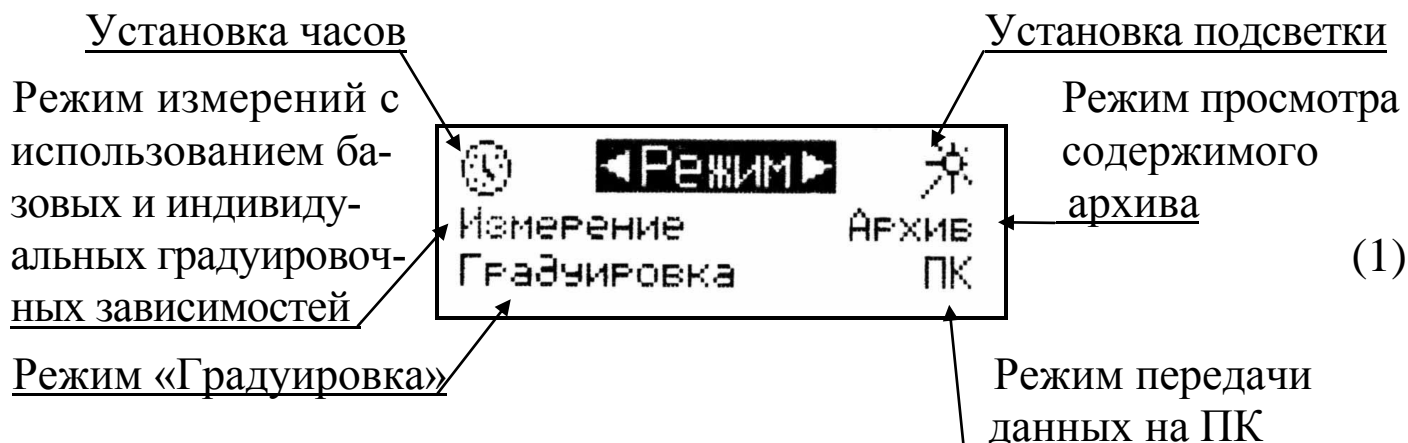 Установка часов
Установка подсветки
Режим измерений с
использованием ба-
зовых и индивиду-
альных градуировоч-
ных зависимостей
Режим просмотра
содержимого
архива
◄Режим►
Измерение
Архив
Градуировка
ПК
(1)
Режим «Градуировка»
Режим передачи
данных на ПК